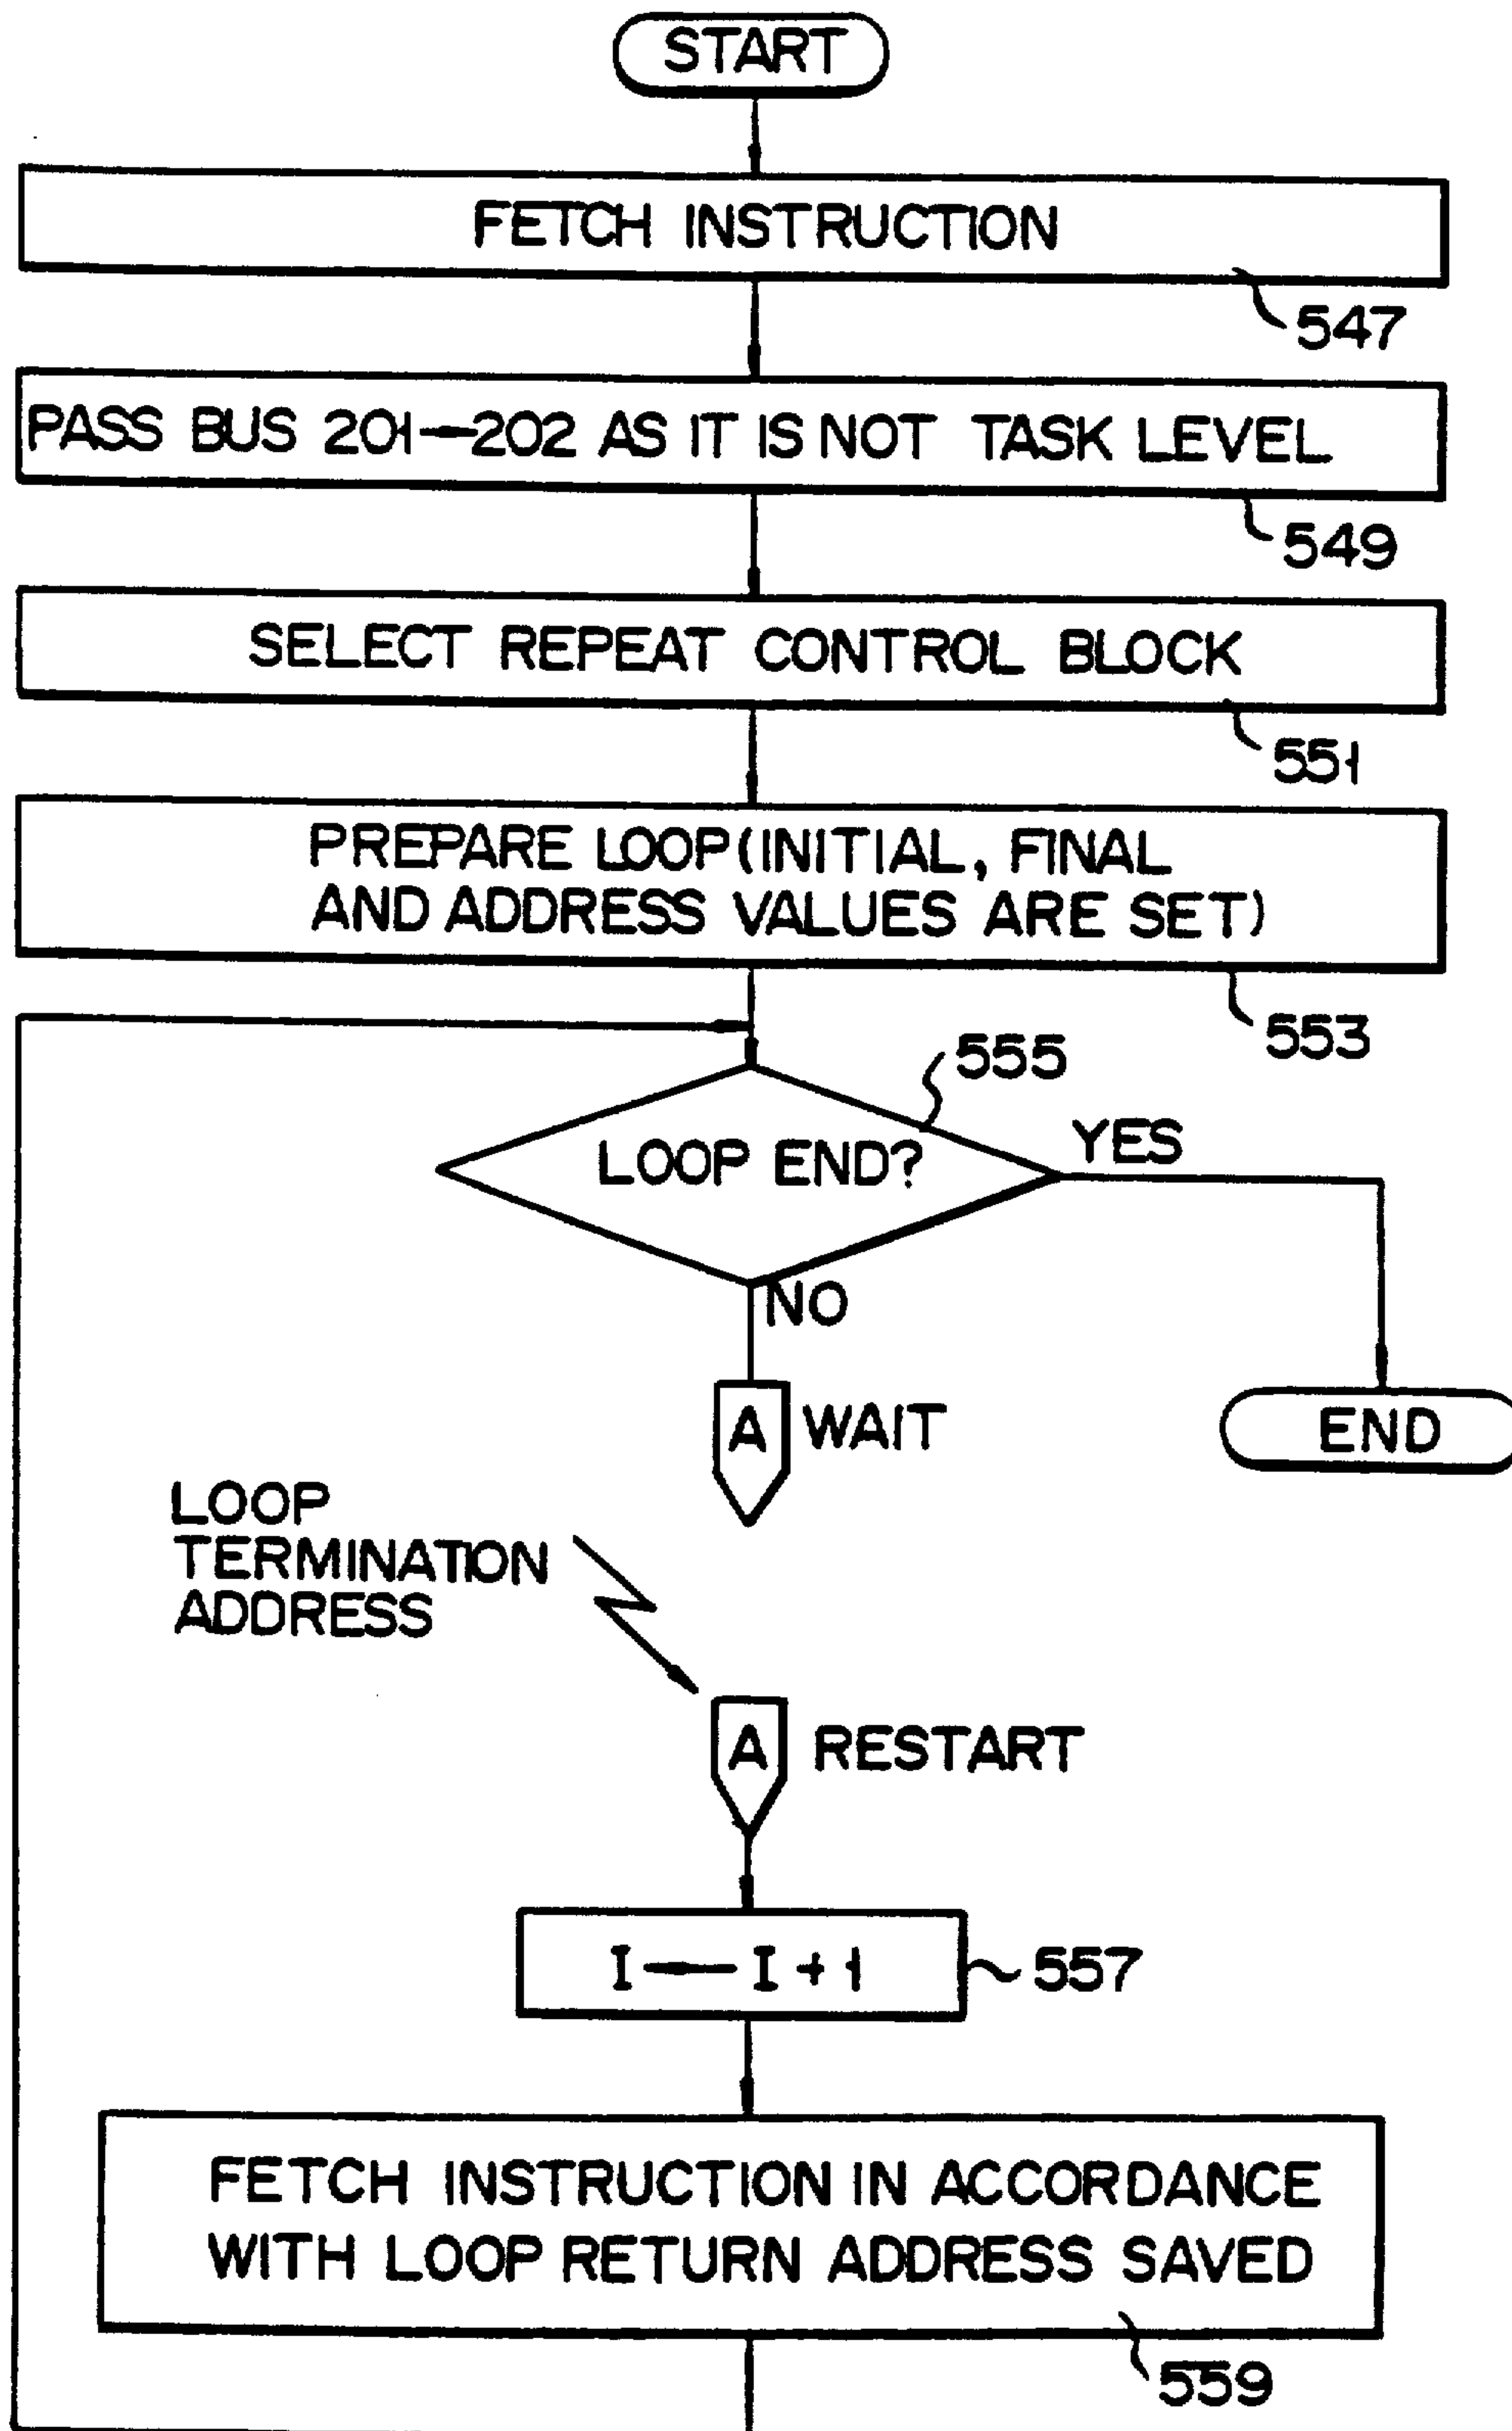 START
FETCH INSTRUCTION
547
PASS BUS 201—202 AS IT IS NOT TASK LEVEL
549
SELECT REPEAT CONTROL BLOCK
551
PREPARE LOOP(INITIAL, FINAL
AND ADDRESS VALUES ARE SET)
553
555
LOOP END?
YES
NO
A WAIT
END
LOOP
TERMINATION
ADDRESS
A RESTART
I ← I + 1
557
FETCH INSTRUCTION IN ACCORDANCE
WITH LOOP RETURN ADDRESS SAVED
559